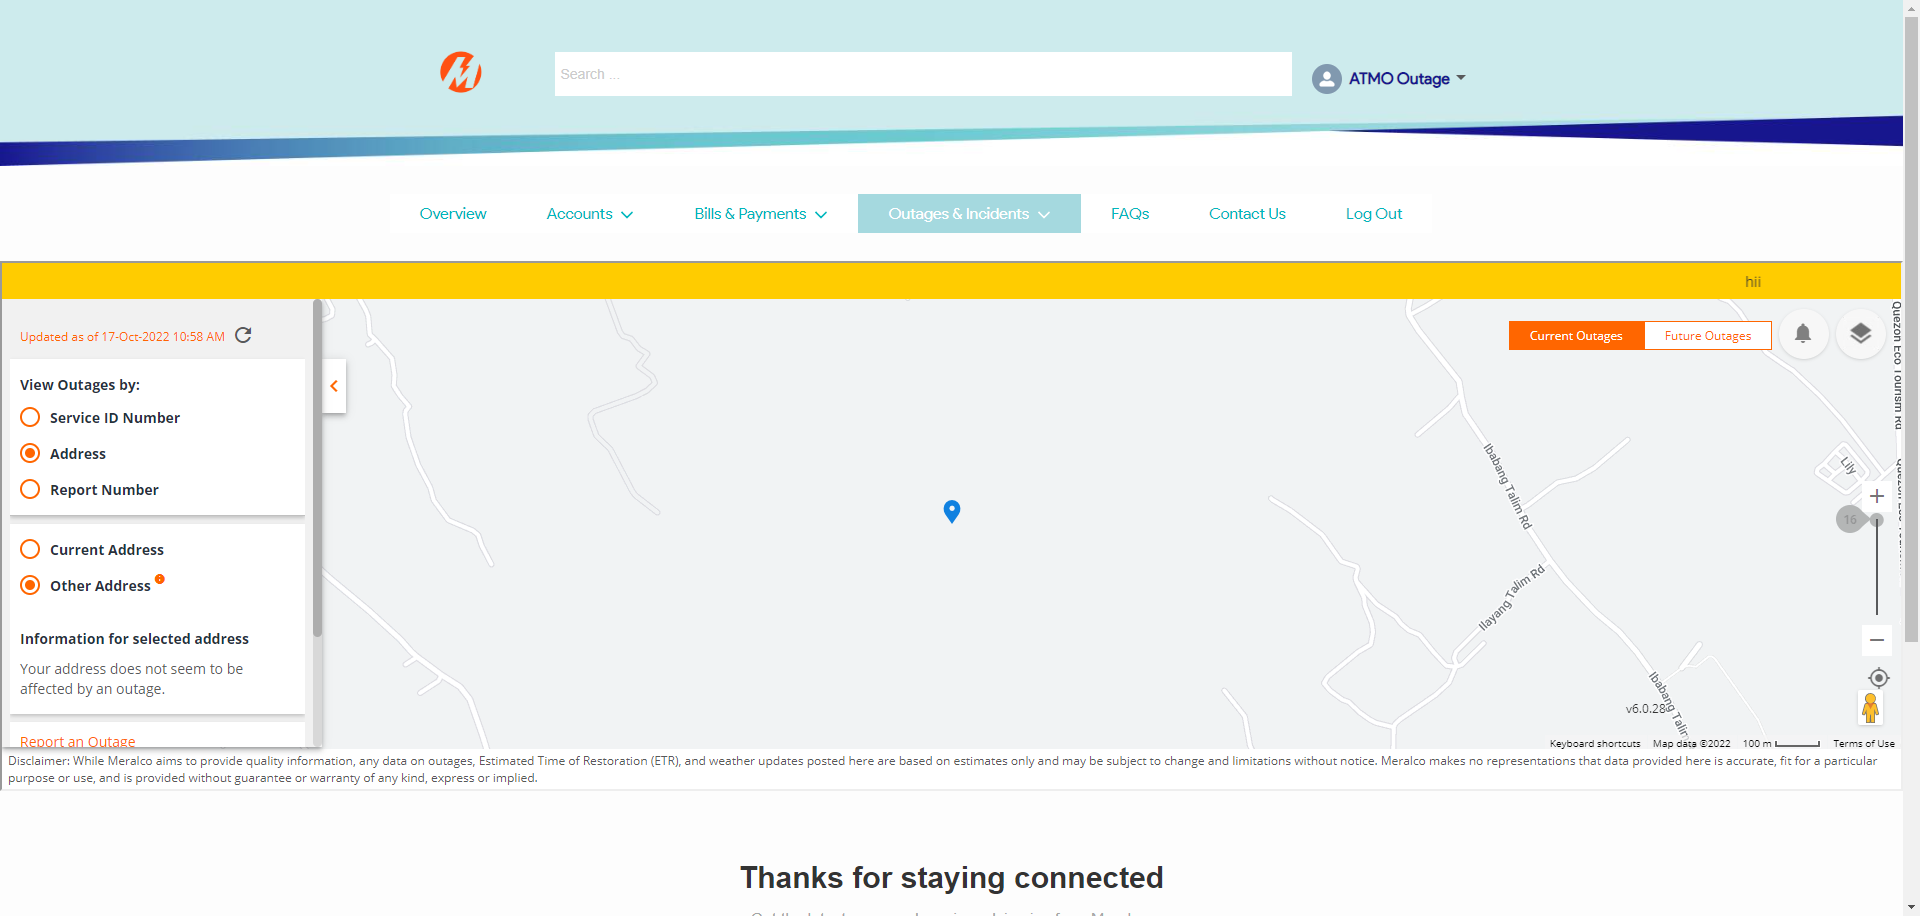 M
Search ...
ATMO Outage
Overview
Accounts
Bills & Payments
Outages & Incidents
FAQs
Contact Us
Log Out
hii
Updated as of 17-Oct-2022 10:58 AM
View Outages by:
Service ID Number
Address
Report Number
Current Address
Other Address
Information for selected address
Your address does not seem to be
affected by an outage.
Report an Outage
Current Outages
Future Outages
Quezon Eco Tourism Rd
Ibabang Talim Rd
Lily
16
Ilayang Talim Rd
v6.0.28
Keyboard shortcuts
Map data ©2022
100 m
Terms of Use
Disclaimer: While Meralco aims to provide quality information, any data on outages, Estimated Time of Restoration (ETR), and weather updates posted here are based on estimates only and may be subject to change and limitations without notice. Meralco makes no representations that data provided here is accurate, fit for a particular
purpose or use, and is provided without guarantee or warranty of any kind, express or implied.
Thanks for staying connected